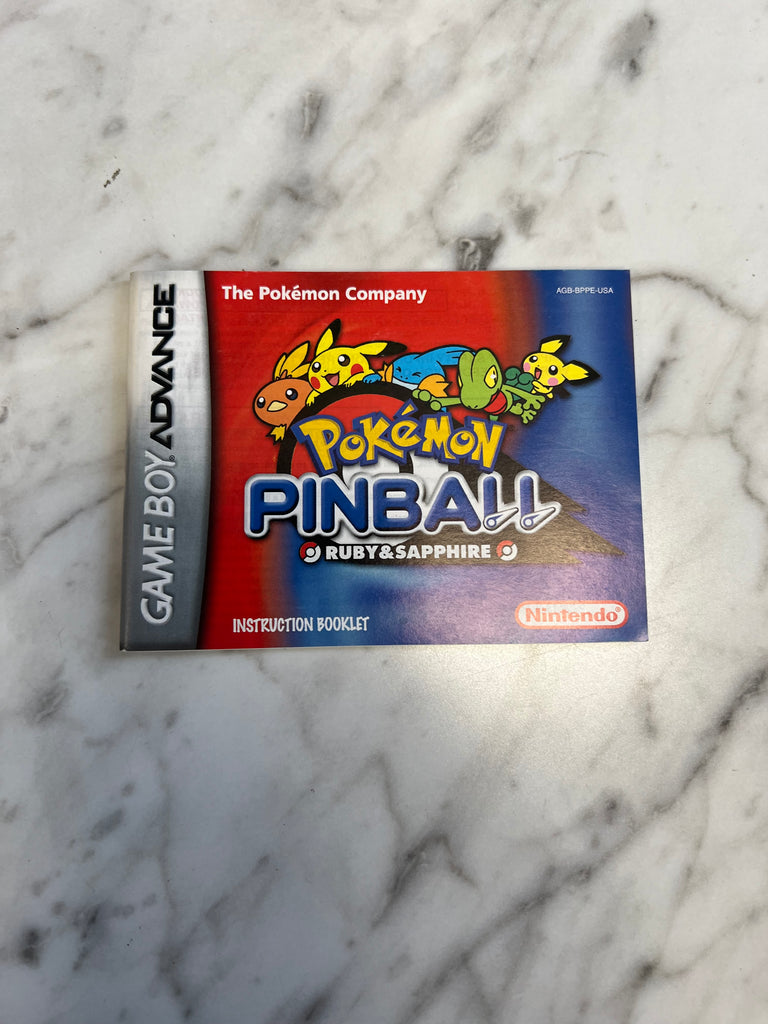 The Pokémon Company
AGB-BPPE-USA
GAME BOY ADVANCE
POKéMON
PINBALL
RUBY&SAPPHIRE
INSTRUCTION BOOKLET
Nintendo®